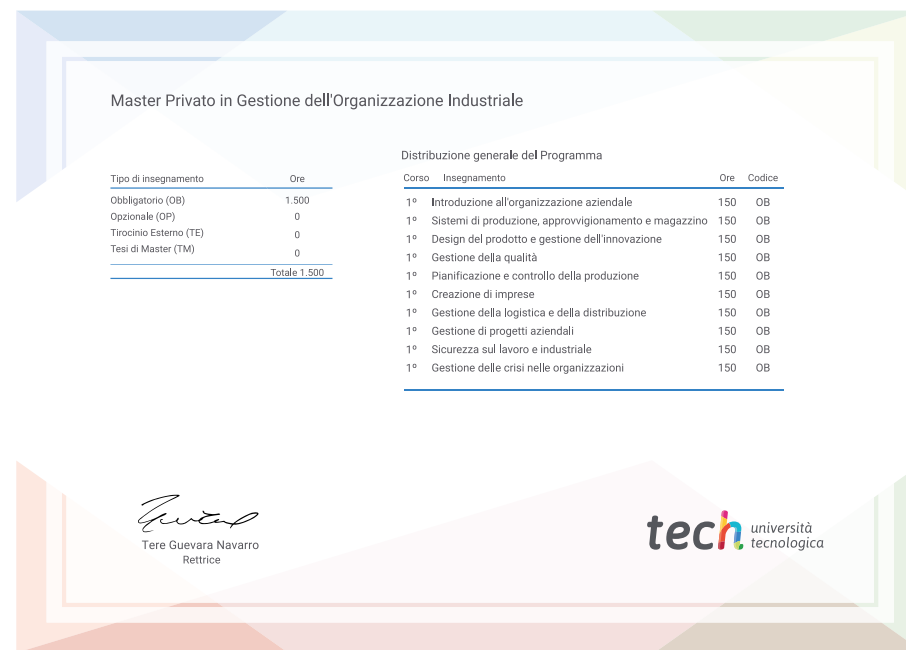 Master Privato in Gestione dell'Organizzazione Industriale
Tipo di insegnamento Ore
Obbligatorio (OB) 1.500
Opzionale (OP) 0
Tirocinio Esterno (TE) 0
Tesi di Master (TM) 0
Totale 1.500
Distribuzione generale del Programma
Corso Insegnamento Ore Codice
1º Introduzione all'organizzazione aziendale 150 OB
1º Sistemi di produzione, approvvigionamento e magazzino 150 OB
1º Design del prodotto e gestione dell'innovazione 150 OB
1º Gestione della qualità 150 OB
1º Pianificazione e controllo della produzione 150 OB
1º Creazione di imprese 150 OB
1º Gestione della logistica e della distribuzione 150 OB
1º Gestione di progetti aziendali 150 OB
1º Sicurezza sul lavoro e industriale 150 OB
1º Gestione delle crisi nelle organizzazioni 150 OB
Tere Guevara Navarro
Rettrice
tech università
tecnologica